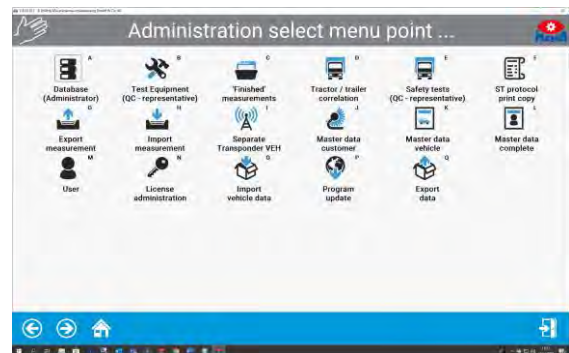 Administration select menu point ...
A B C D E F
Database
(Administrator)
Test Equipment
(QC - representative)
'Finished'
measurements
Tractor / trailer
correlation
Safety tests
(QC - representative)
ST protocol
print copy
G H I J K L
Export
measurement
Import
measurement
Separate
Transponder VEH
Master data
customer
Master data
vehicle
Master data
complete
M N O P Q
User
License
administration
Import
vehicle data
Program
update
Export
data